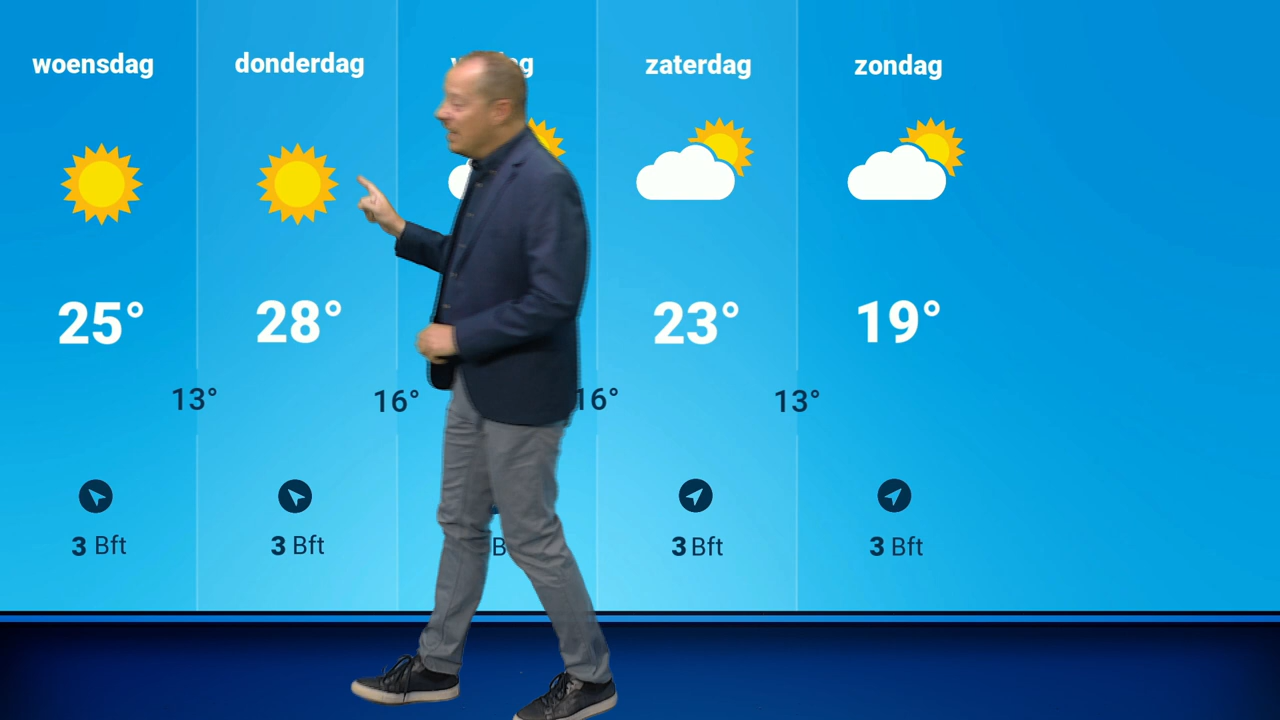 woensdag donderdag zaterdag zondag
25° 28° 23° 19°
13° 16° 16° 13°
3 Bft 3 Bft 3 Bft 3 Bft